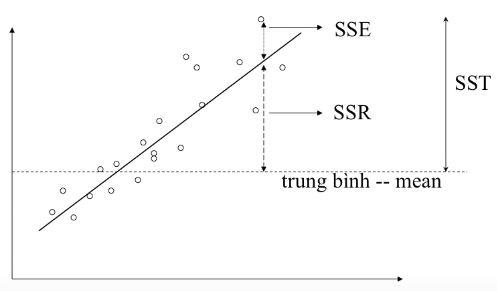 SSE
SST
SSR
trung bình -- mean